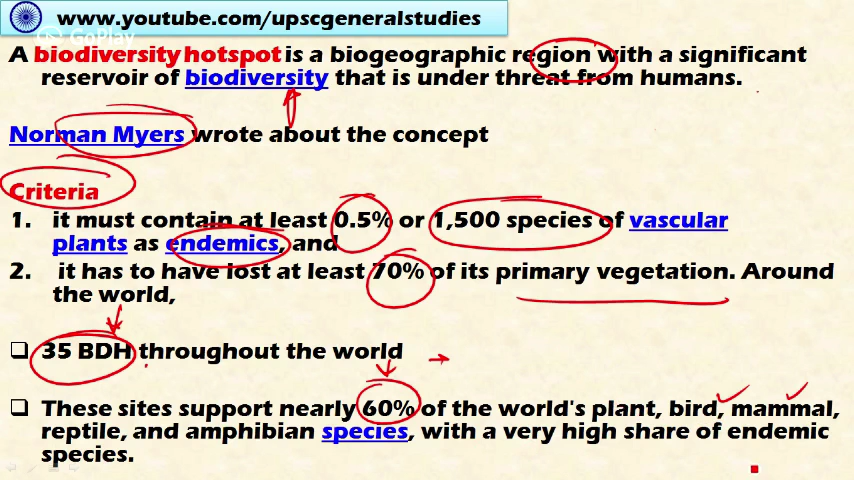 www.youtube.com/upscgeneralstudies
GoPlay
A biodiversity hotspot is a biogeographic region with a significant
reservoir of biodiversity that is under threat from humans.
Norman Myers wrote about the concept
Criteria
1. it must contain at least 0.5% or 1,500 species of vascular
plants as endemics, and
2. it has to have lost at least 70% of its primary vegetation. Around
the world,
❑ 35 BDH throughout the world
❑ These sites support nearly 60% of the world's plant, bird, mammal,
reptile, and amphibian species, with a very high share of endemic
species.